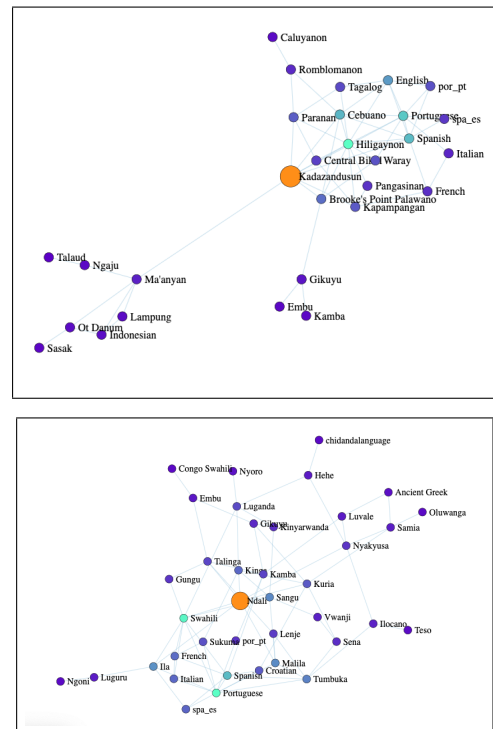 Caluyanon
Romblomanon
English
Tagalog
por_pt
Paranan
Cebuano
Portuguese
spa_es
Hiligaynon
Spanish
Italian
Central Bikol
Waray
Kadazandusun
Pangasinan
French
Brooke's Point Palawano
Kapampangan
Talaud
Ngaju
Ma'anyan
Gikuyu
Lampung
Embu
Kamba
Ot Danum
Indonesian
Sasak
chidandalanguage
Congo Swahili
Nyoro
Hehe
Embu
Luganda
Ancient Greek
Luvale
Oluwanga
Gikuyu
Kinyarwanda
Samia
Nyakyusa
Talinga
Kinga
Kamba
Gungu
Kuria
Ndali
Sangu
Swahili
Vwanji
Ilocano
Teso
Sukuma
por_pt
Lenje
Sena
French
Ila
Malila
Luguru
Ngoni
Italian
Spanish
Croatian
Tumbuka
Portuguese
spa_es